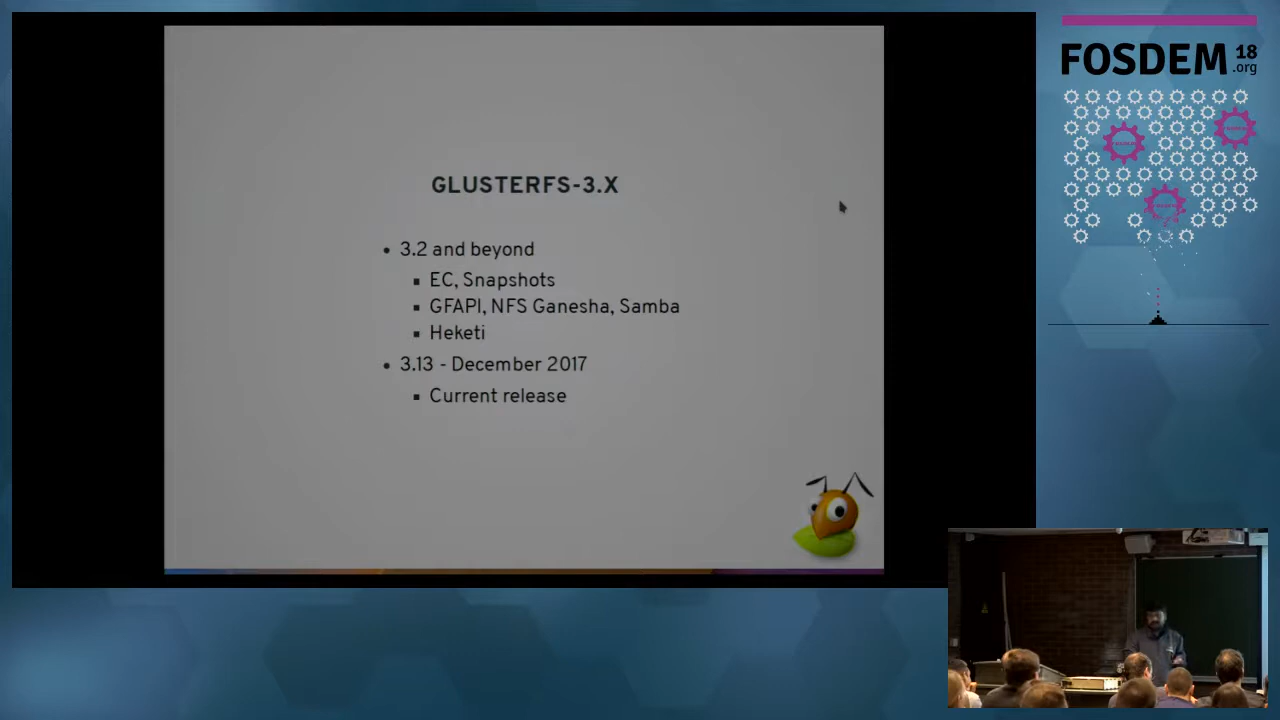 GLUSTERFS-3.X
3.2 and beyond
EC, Snapshots
GFAPI, NFS Ganesha, Samba
Heketi
3.13 - December 2017
Current release
FOSDEM 18
.org